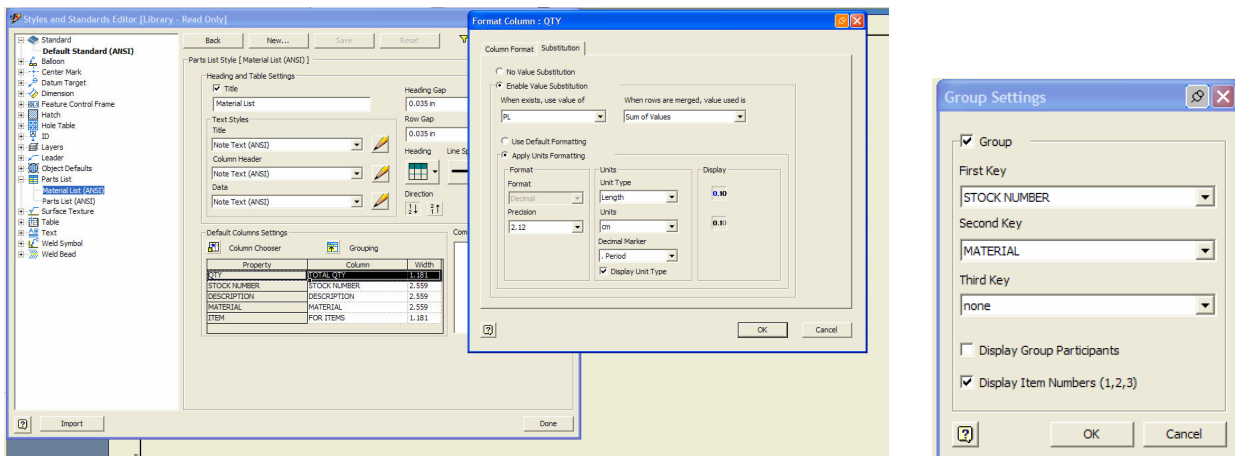 Styles and Standards Editor [Library - Read Only]
Standard
Default Standard (ANSI)
Balloon
Center Mark
Datum Target
Dimension
Feature Control Frame
Hatch
Hole Table
ID
Layers
Leader
Object Defaults
Parts List
Material List (ANSI)
Parts List (ANSI)
Surface Texture
Table
Text
Weld Symbol
Weld Bead
Back New... Save Reset
Parts List Style [ Material List (ANSI) ]
Heading and Table Settings
Title
Material List
Heading Gap
0.035 in
Text Styles
Title
Note Text (ANSI)
Row Gap
0.035 in
Column Header
Note Text (ANSI)
Heading Line Sp
Data
Note Text (ANSI)
Direction
Default Columns Settings
Column Chooser Grouping
Com
Property Column Width
QTY TOTAL QTY 1.181
STOCK NUMBER STOCK NUMBER 2.559
DESCRIPTION DESCRIPTION 2.559
MATERIAL MATERIAL 2.559
ITEM FOR ITEMS 1.181
Import Done
Format Column : QTY
Column Format Substitution
No Value Substitution
Enable Value Substitution
When exists, use value of When rows are merged, value used is
PL Sum of Values
Use Default Formatting
Apply Units Formatting
Format Units Display
Format Unit Type
Decimal Length 0.10
Precision Units
2.12 cm 0.10
Decimal Marker
. Period
Display Unit Type
OK Cancel
Group Settings
Group
First Key
STOCK NUMBER
Second Key
MATERIAL
Third Key
none
Display Group Participants
Display Item Numbers (1,2,3)
OK Cancel